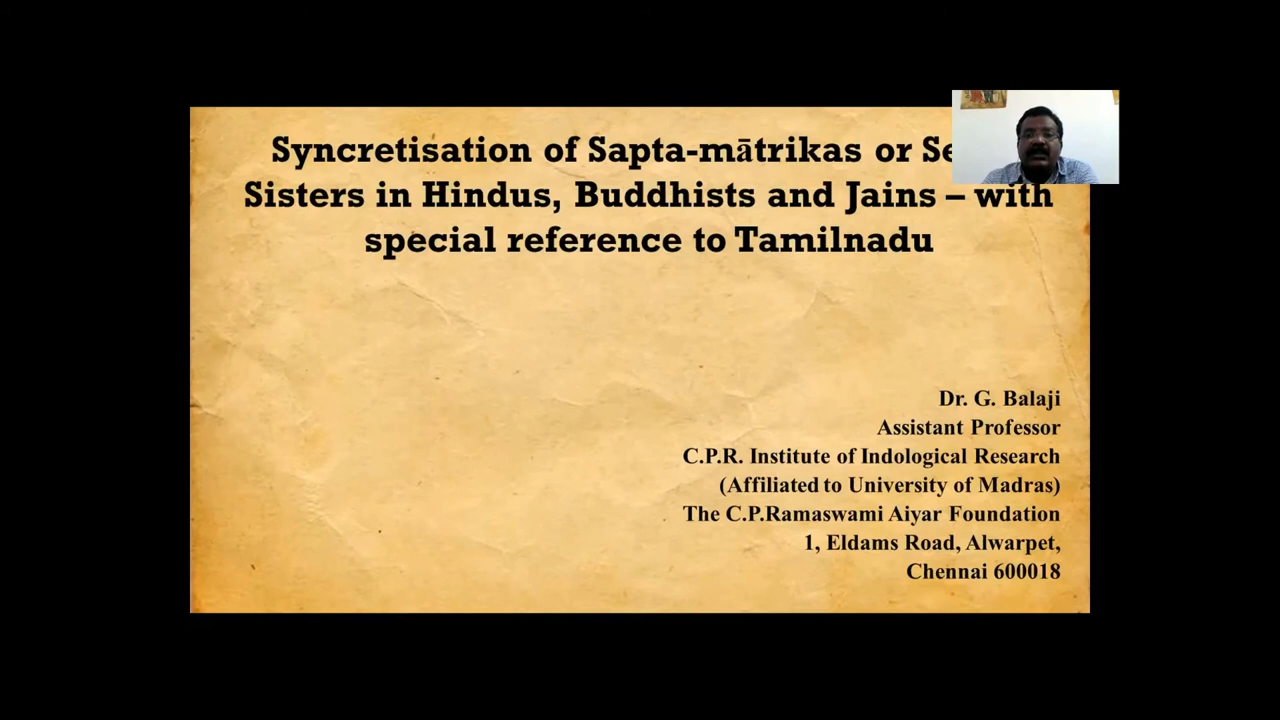 Syncretisation of Sapta-mātrikas or
Sisters in Hindus, Buddhists and Jains – with
special reference to Tamilnadu
Dr. G. Balaji
Assistant Professor
C.P.R. Institute of Indological Research
(Affiliated to University of Madras)
The C.P.Ramaswami Aiyar Foundation
1, Eldams Road, Alwarpet,
Chennai 600018